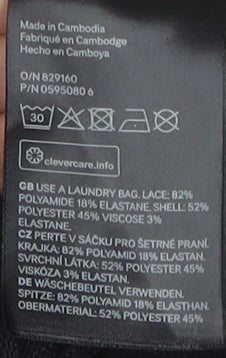 Made in Cambodia
Fabriqué en Cambodge
Hecho en Camboya
O/N 829160
P/N 0595080 6
30
clevercare.info
GB USE A LAUNDRY BAG. LACE: 82%
POLYAMIDE 18% ELASTANE. SHELL: 52%
POLYESTER 45% VISCOSE 3%
ELASTANE.
CZ PERTE V SÁČKU PRO ŠETRNÉ PRANÍ.
KRAJKA: 82% POLYAMID 18% ELASTAN.
SVRCHNÍ LÁTKA: 52% POLYESTER 45%
VISKÓZA 3% ELASTAN.
DE WÄSCHEBEUTEL VERWENDEN.
SPITZE: 82% POLYAMID 18% ELASTHAN.
OBERMATERIAL: 52% POLYESTER 45%